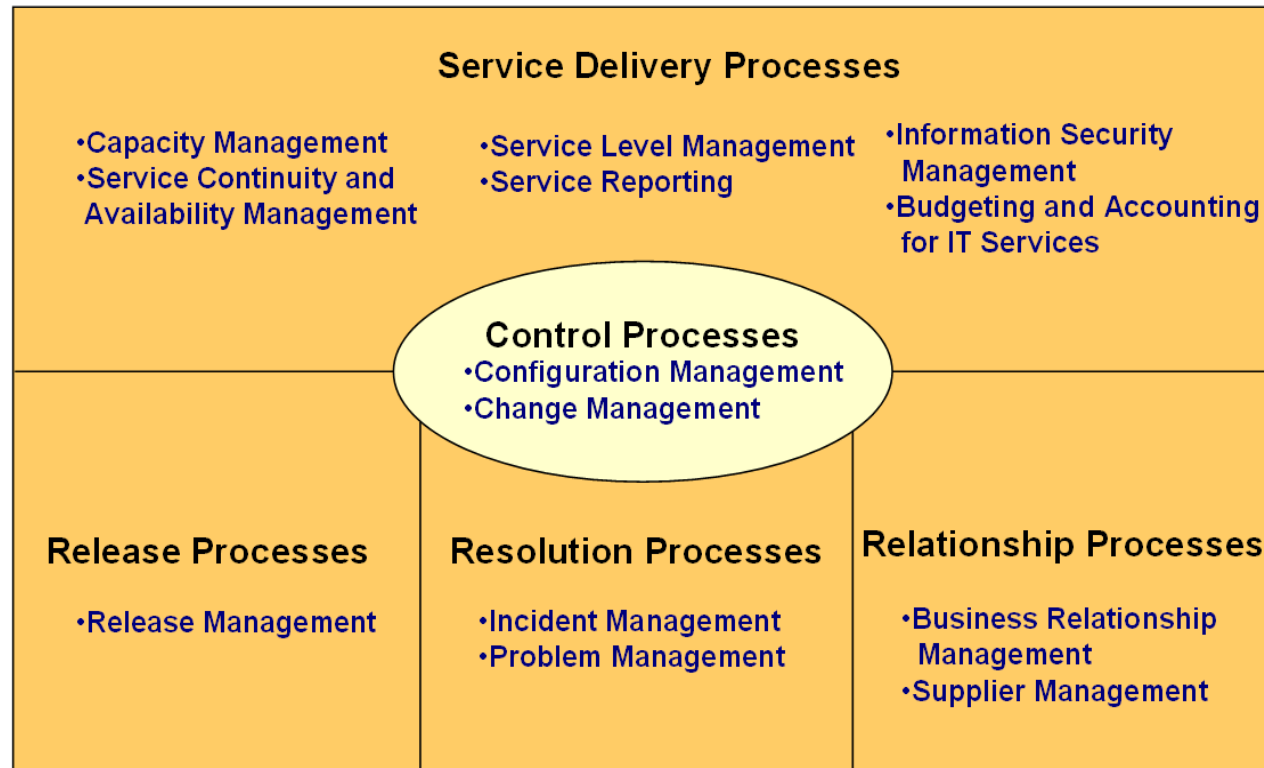 Service Delivery Processes
•Capacity Management
•Service Continuity and
Availability Management
•Service Level Management
•Service Reporting
•Information Security
Management
•Budgeting and Accounting
for IT Services
Control Processes
•Configuration Management
•Change Management
Release Processes
•Release Management
Resolution Processes
•Incident Management
•Problem Management
Relationship Processes
•Business Relationship
Management
•Supplier Management